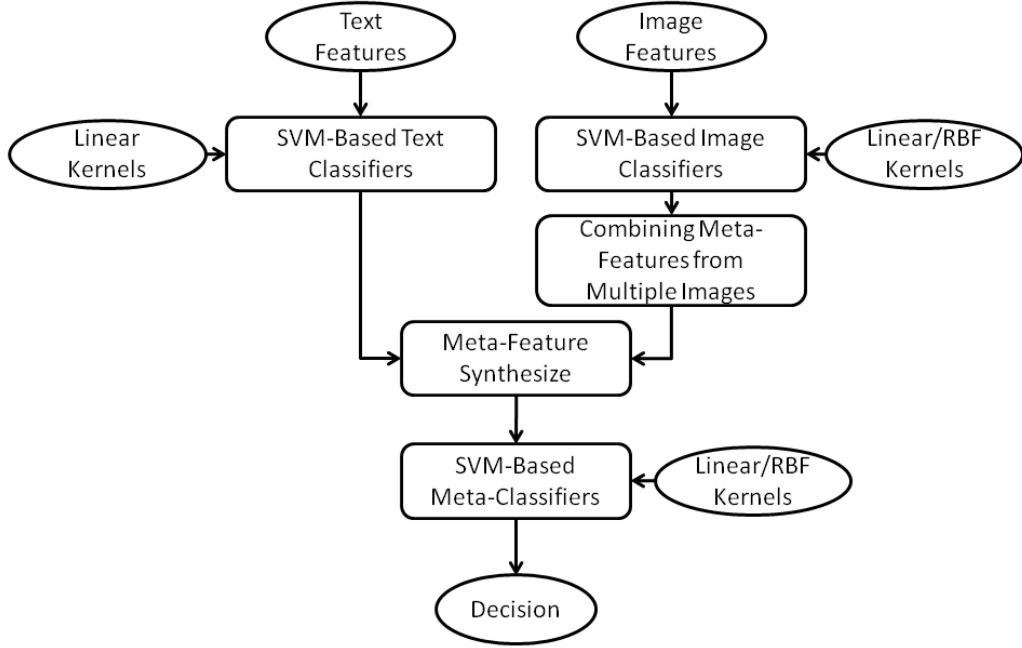 Text
Features
Image
Features
Linear
Kernels
SVM-Based Text
Classifiers
SVM-Based Image
Classifiers
Linear/RBF
Kernels
Combining Meta-
Features from
Multiple Images
Meta-Feature
Synthesize
SVM-Based
Meta-Classifiers
Linear/RBF
Kernels
Decision